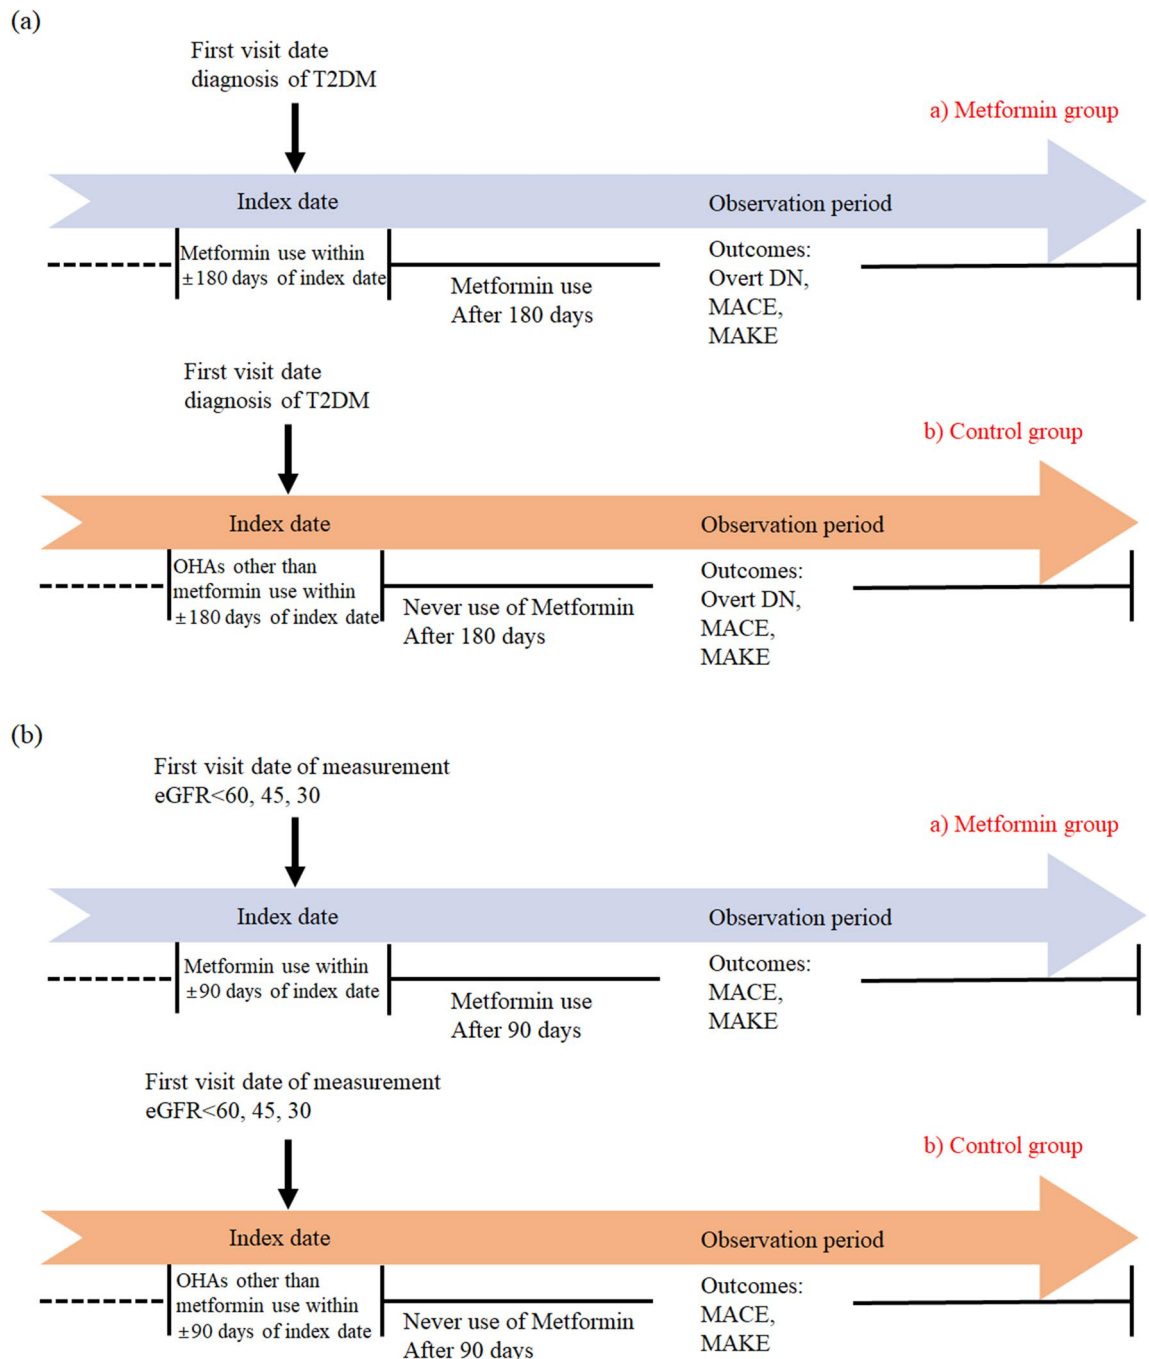 (a)
First visit date
diagnosis of T2DM
a) Metformin group
Index date
Observation period
Metformin use within
±180 days of index date
Metformin use
After 180 days
Outcomes:
Overt DN,
MACE,
MAKE
First visit date
diagnosis of T2DM
b) Control group
Index date
Observation period
OHAs other than
metformin use within
±180 days of index date
Never use of Metformin
After 180 days
Outcomes:
Overt DN,
MACE,
MAKE
(b)
First visit date of measurement
eGFR<60, 45, 30
a) Metformin group
Index date
Observation period
Metformin use within
±90 days of index date
Metformin use
After 90 days
Outcomes:
MACE,
MAKE
First visit date of measurement
eGFR<60, 45, 30
b) Control group
Index date
Observation period
OHAs other than
metformin use within
±90 days of index date
Never use of Metformin
After 90 days
Outcomes:
MACE,
MAKE